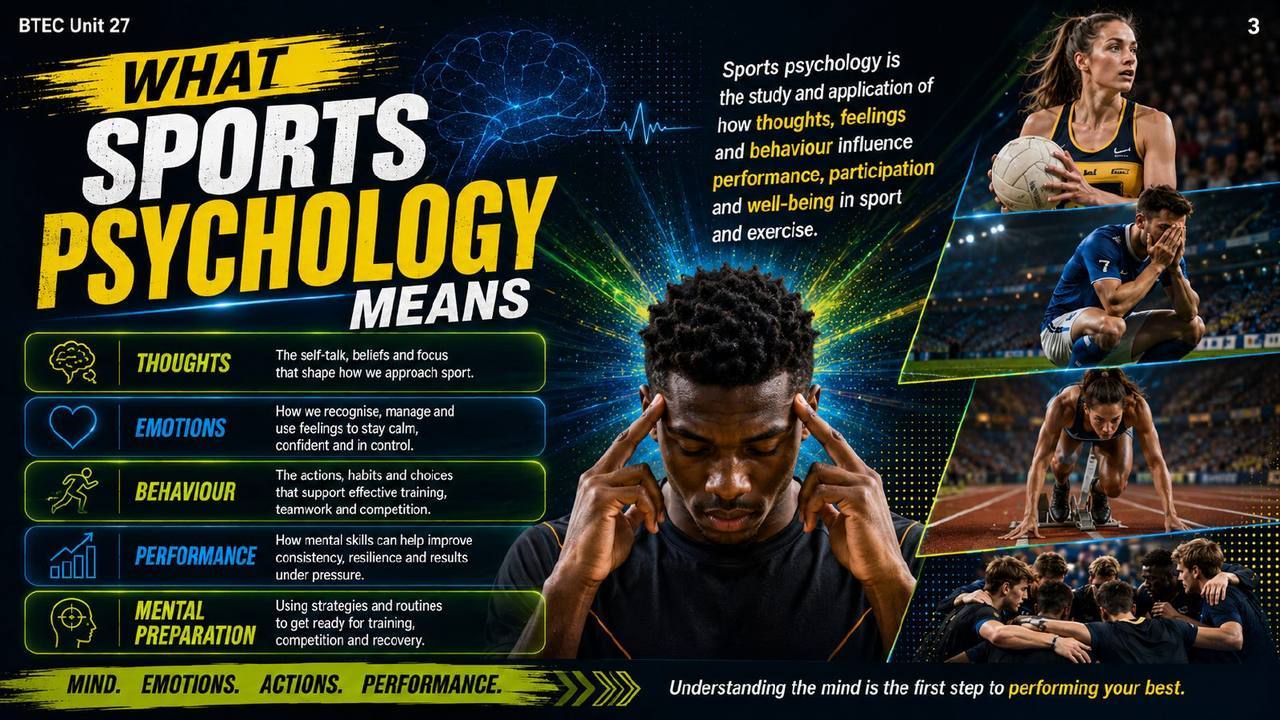 BTEC Unit 27
3
WHAT
SPORTS
PSYCHOLOGY
MEANS
Sports psychology is
the study and application of
how thoughts, feelings
and behaviour influence
performance, participation
and well-being in sport
and exercise.
THOUGHTS
The self-talk, beliefs and focus
that shape how we approach sport.
EMOTIONS
How we recognise, manage and
use feelings to stay calm,
confident and in control.
BEHAVIOUR
The actions, habits and choices
that support effective training,
teamwork and competition.
PERFORMANCE
How mental skills can help improve
consistency, resilience and results
under pressure.
MENTAL
PREPARATION
Using strategies and routines
to get ready for training,
competition and recovery.
7
MIND. EMOTIONS. ACTIONS. PERFORMANCE.
Understanding the mind is the first step to performing your best.